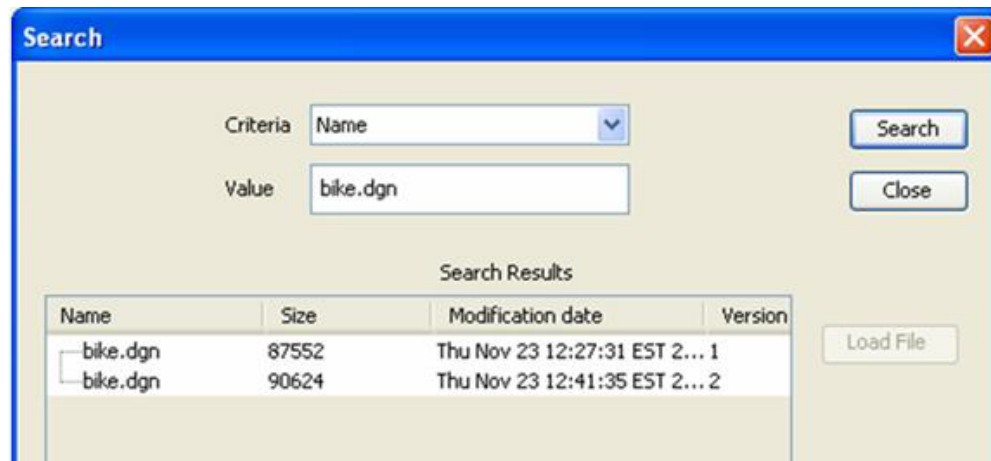 Search
Criteria Name Search
Value bike.dgn Close
Search Results
Name Size Modification date Version
Load File
bike.dgn 87552 Thu Nov 23 12:27:31 EST 2... 1
bike.dgn 90624 Thu Nov 23 12:41:35 EST 2... 2